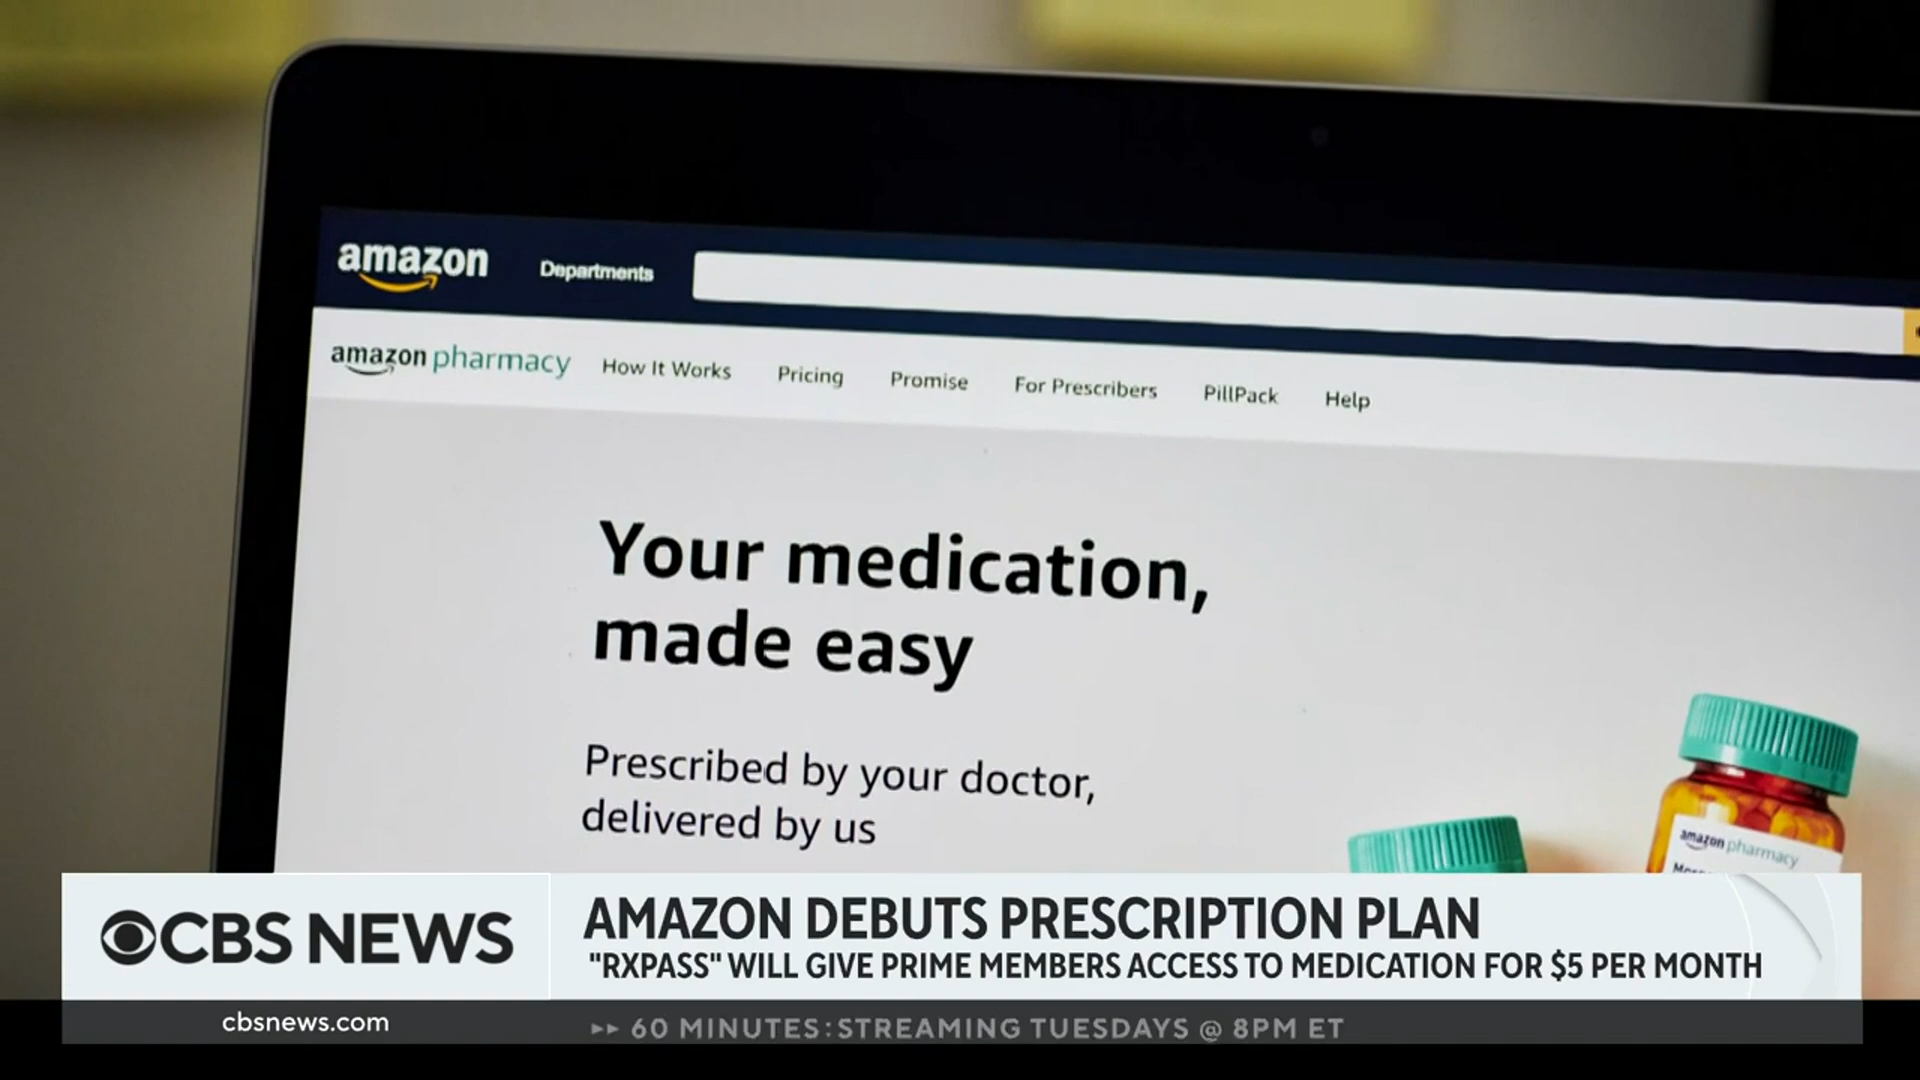 amazon
Departments
amazon pharmacy How It Works Pricing Promise For Prescribers PillPack Help
Your medication,
made easy
Prescribed by your doctor,
delivered by us
amazon pharmacy
CBS NEWS
AMAZON DEBUTS PRESCRIPTION PLAN
"RXPASS" WILL GIVE PRIME MEMBERS ACCESS TO MEDICATION FOR $5 PER MONTH
cbsnews.com
60 MINUTES: STREAMING TUESDAYS @ 8PM ET